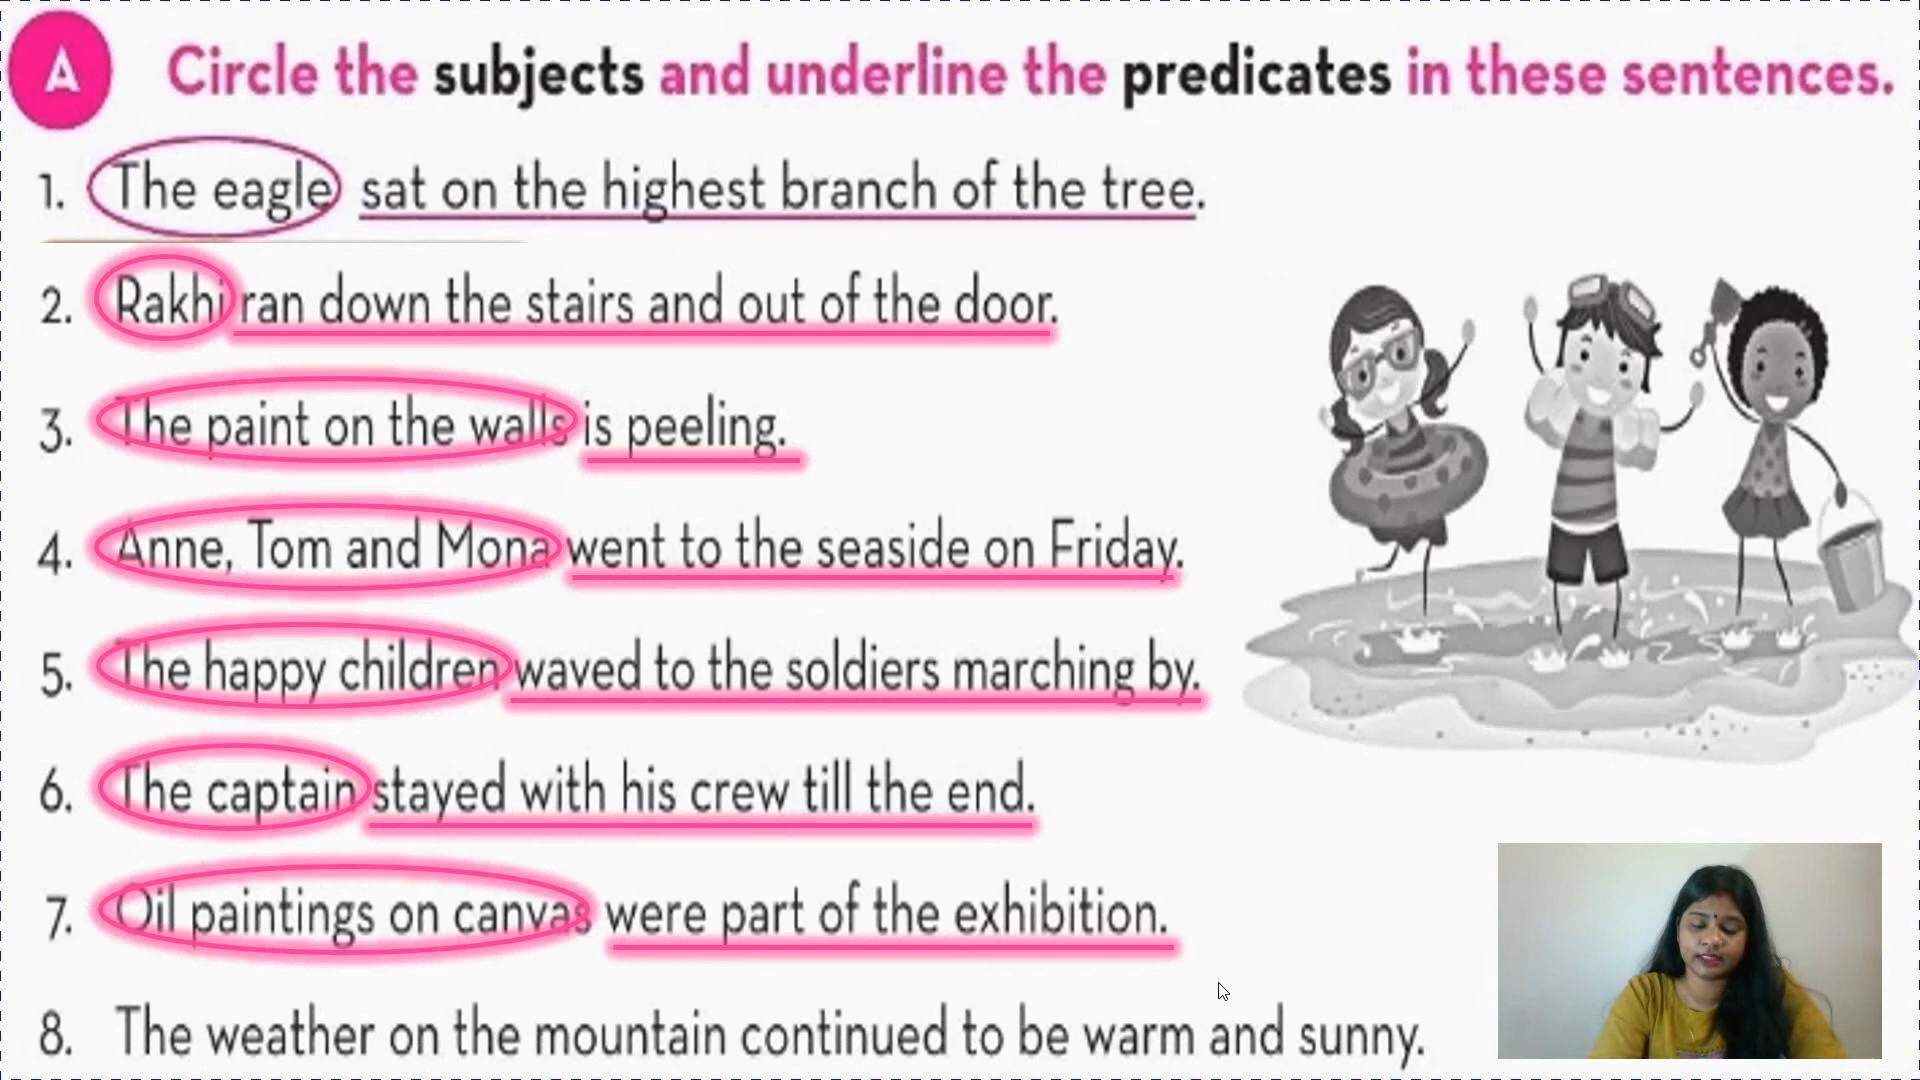 A Circle the subjects and underline the predicates in these sentences.
1. The eagle sat on the highest branch of the tree.
2. Rakhi ran down the stairs and out of the door.
3. The paint on the walls is peeling.
4. Anne, Tom and Mona went to the seaside on Friday.
5. The happy children waved to the soldiers marching by.
6. The captain stayed with his crew till the end.
7. Oil paintings on canvas were part of the exhibition.
8. The weather on the mountain continued to be warm and sunny.